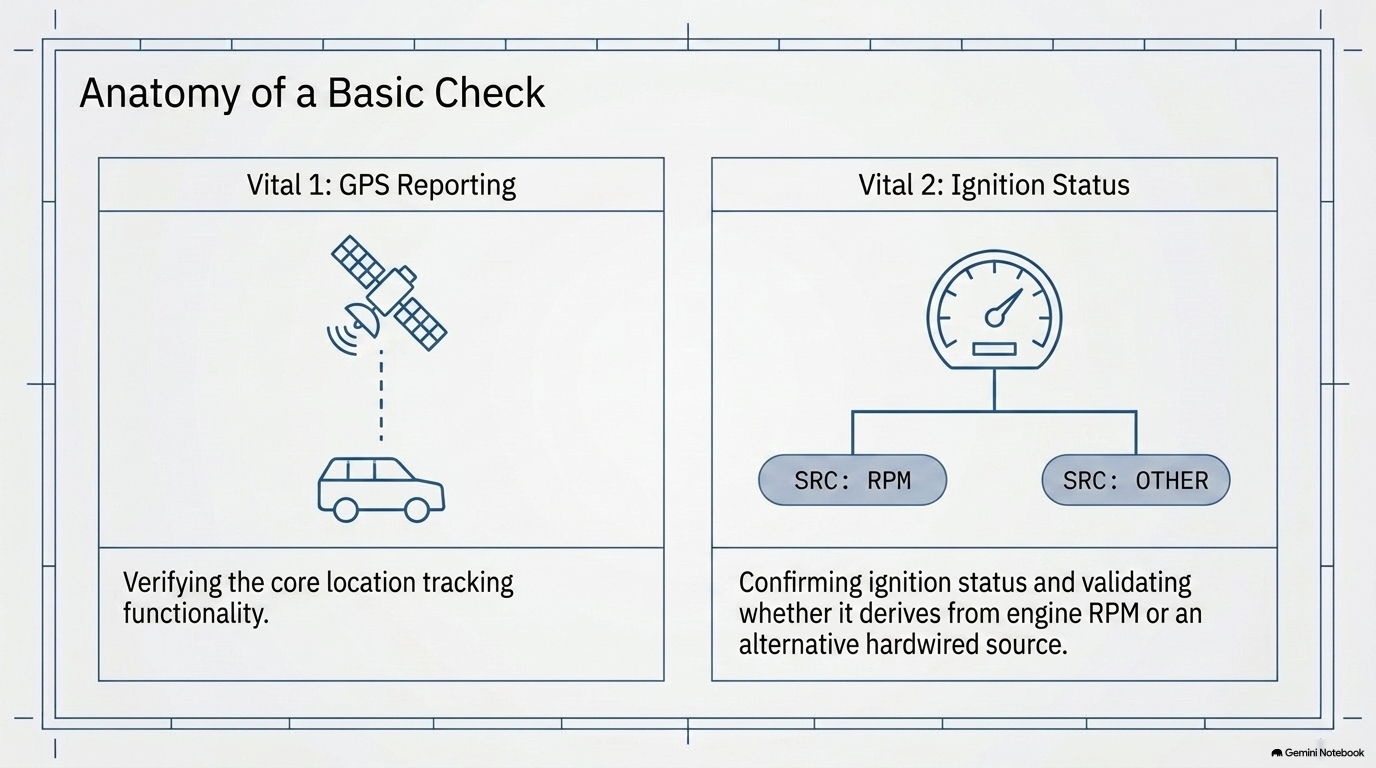 Anatomy of a Basic Check
Vital 1: GPS Reporting
Verifying the core location tracking
functionality.
Vital 2: Ignition Status
SRC: RPM
SRC: OTHER
Confirming ignition status and validating
whether it derives from engine RPM or an
alternative hardwired source.
Gemini Notebook